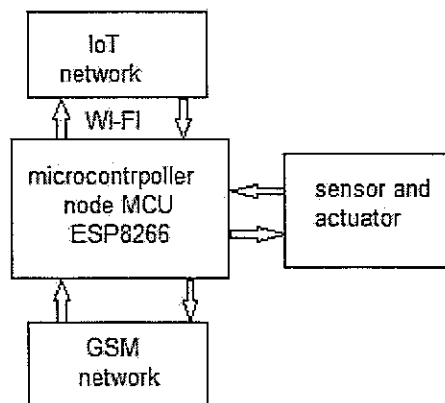 IoT
network
WI-FI
microcontrpoller
node MCU
ESP8266
sensor and
actuator
GSM
network